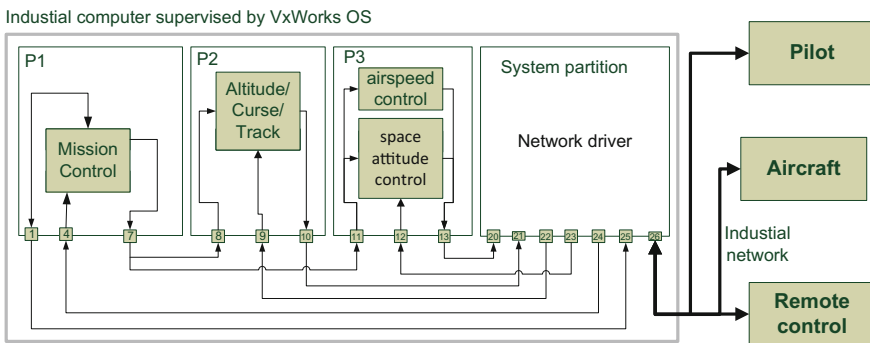 Industial computer supervised by VxWorks OS
P1
P2
P3
System partition
Mission
Control
Altitude/
Curse/
Track
airspeed
control
space
attitude
control
Network driver
1
4
7
8
9
10
11
12
13
20
21
22
23
24
25
26
Pilot
Aircraft
Industial
network
Remote
control